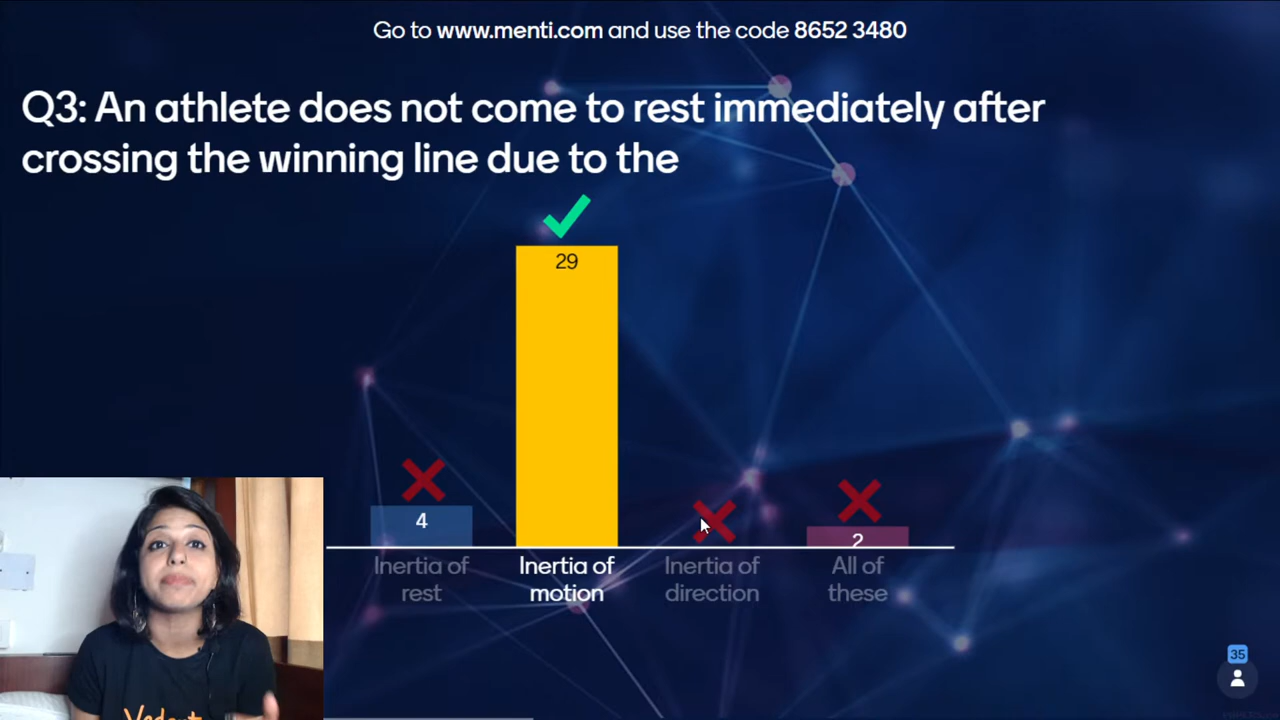 Go to www.menti.com and use the code 8652 3480
Q3: An athlete does not come to rest immediately after
crossing the winning line due to the
29
4
2
Inertia of
rest
Inertia of
motion
Inertia of
direction
All of
these
35